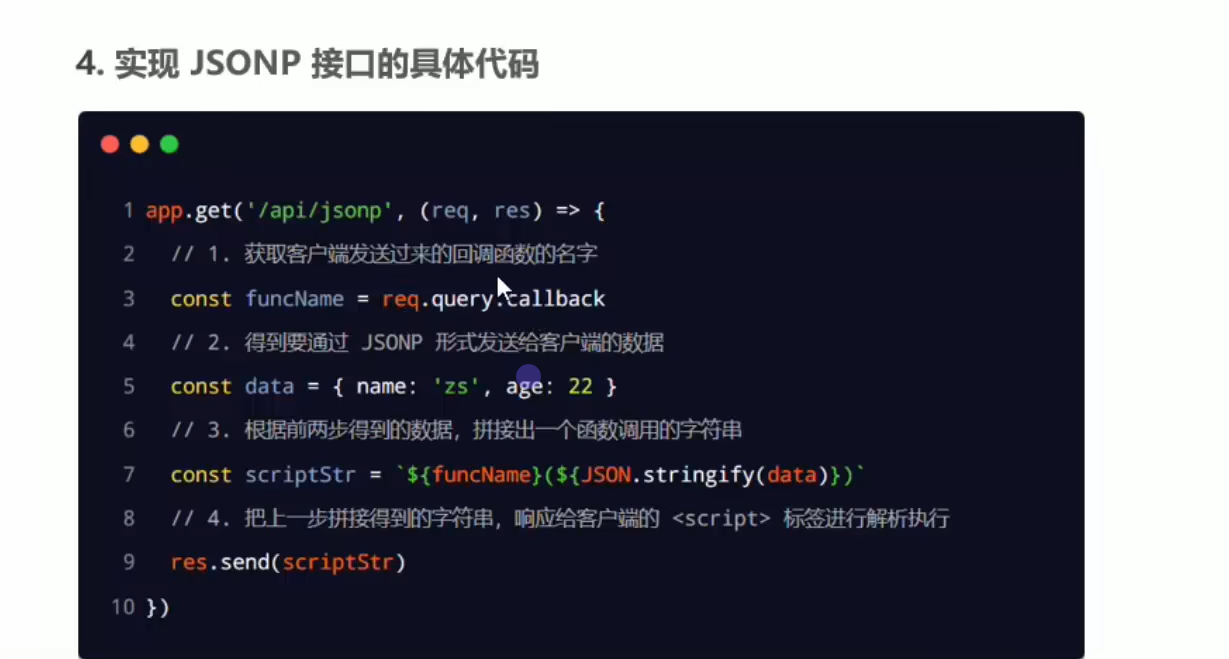 4. 实现 JSONP 接口的具体代码
1 app.get('/api/jsonp', (req, res) => {
2 // 1. 获取客户端发送过来的回调函数的名字
3 const funcName = req.query.callback
4 // 2. 得到要通过 JSONP 形式发送给客户端的数据
5 const data = { name: 'zs', age: 22 }
6 // 3. 根据前两步得到的数据，拼接出一个函数调用的字符串
7 const scriptStr = `${funcName}(${JSON.stringify(data)})`
8 // 4. 把上一步拼接得到的字符串，响应给客户端的 <script> 标签进行解析执行
9 res.send(scriptStr)
10 })